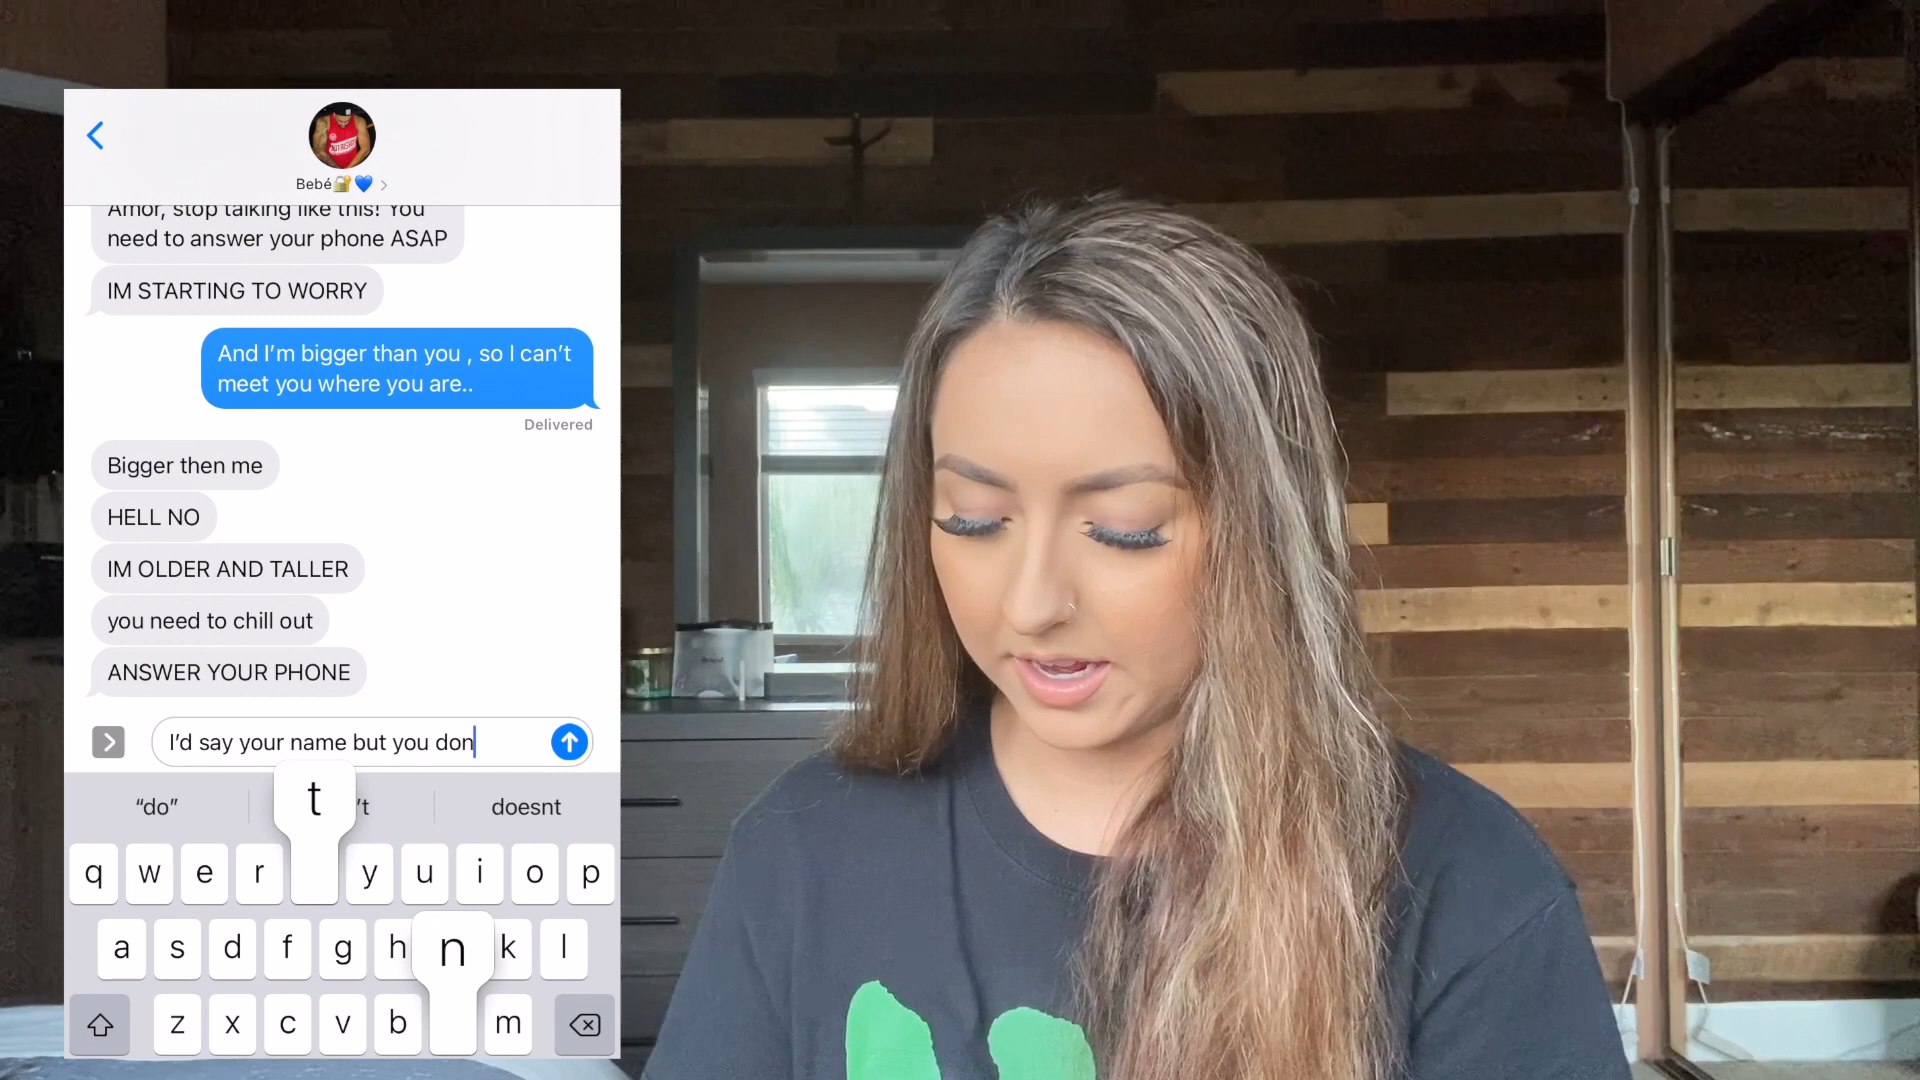 Bebé🔐💙 >
Amor, stop talking like this! You
need to answer your phone ASAP
IM STARTING TO WORRY
And I’m bigger than you , so I can’t
meet you where you are..
Delivered
Bigger then me
HELL NO
IM OLDER AND TALLER
you need to chill out
ANSWER YOUR PHONE
I’d say your name but you don
“do” ’t doesnt
t
q w e r y u i o p
a s d f g h n k l
z x c v b m